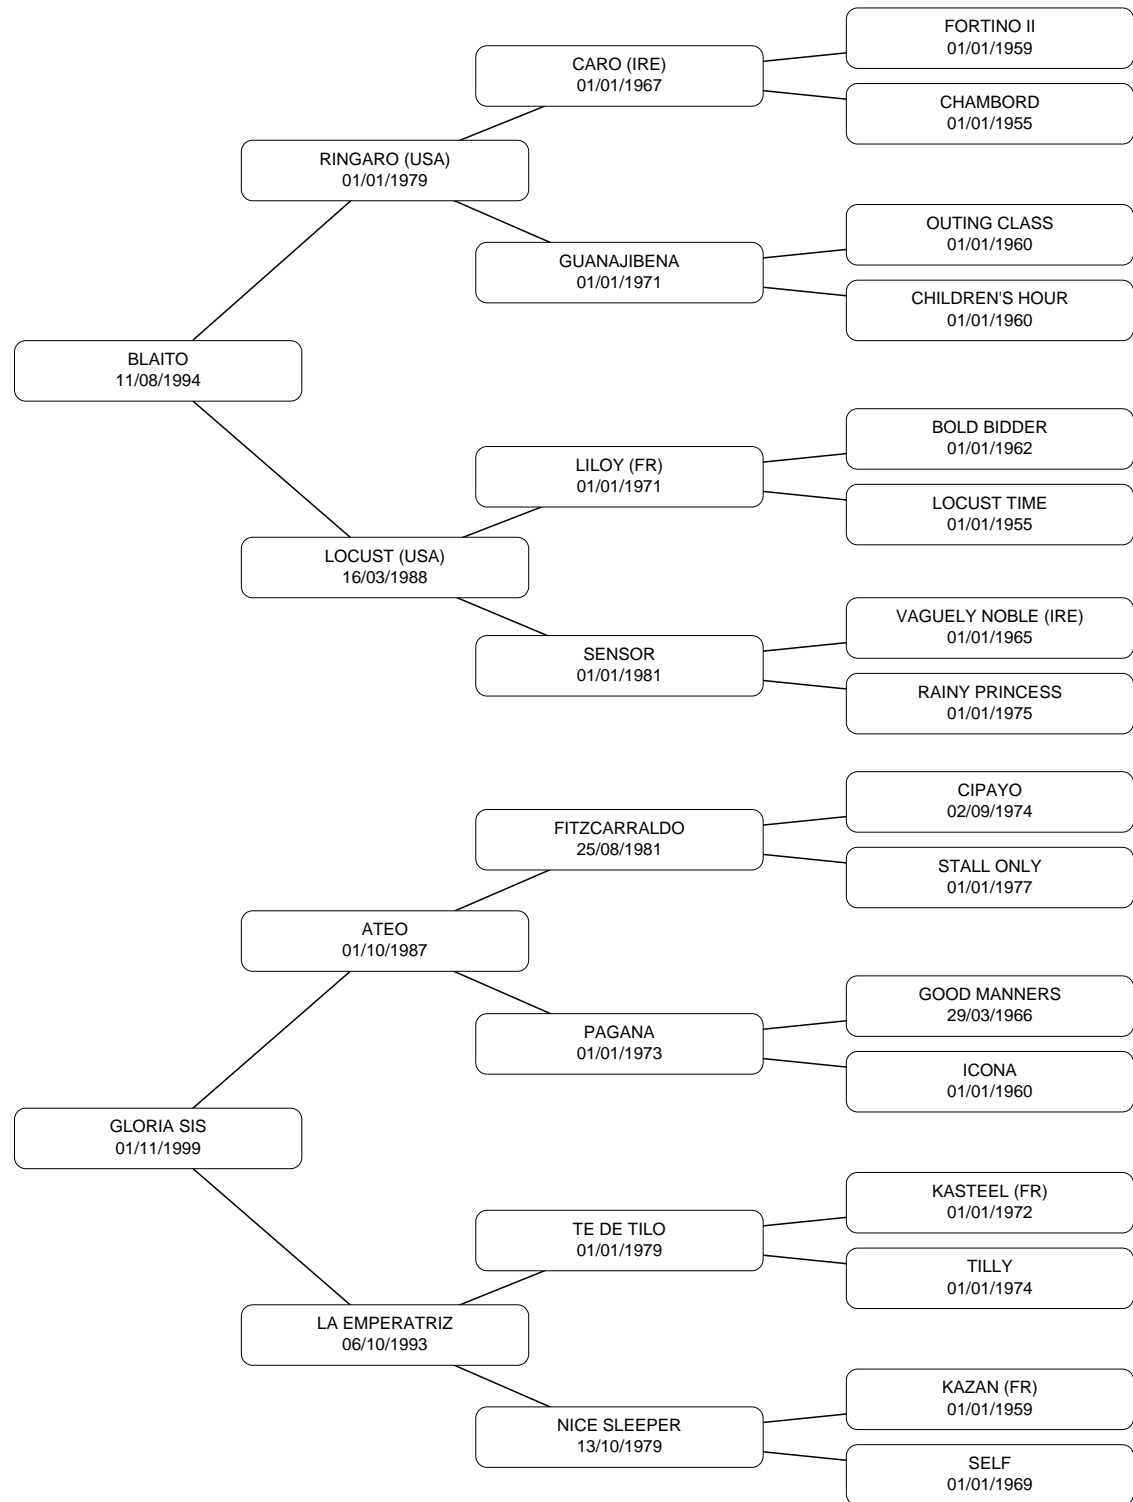 FORTINO II
01/01/1959
CARO (IRE)
01/01/1967
CHAMBORD
01/01/1955
RINGARO (USA)
01/01/1979
OUTING CLASS
01/01/1960
GUANAJIBENA
01/01/1971
CHILDREN'S HOUR
01/01/1960
BLAITO
11/08/1994
BOLD BIDDER
01/01/1962
LILOY (FR)
01/01/1971
LOCUST TIME
01/01/1955
LOCUST (USA)
16/03/1988
VAGUELY NOBLE (IRE)
01/01/1965
SENSOR
01/01/1981
RAINY PRINCESS
01/01/1975
CIPAYO
02/09/1974
FITZCARRALDO
25/08/1981
STALL ONLY
01/01/1977
ATEO
01/10/1987
GOOD MANNERS
29/03/1966
PAGANA
01/01/1973
ICONA
01/01/1960
GLORIA SIS
01/11/1999
KASTEEL (FR)
01/01/1972
TE DE TILO
01/01/1979
TILLY
01/01/1974
LA EMPERATRIZ
06/10/1993
KAZAN (FR)
01/01/1959
NICE SLEEPER
13/10/1979
SELF
01/01/1969